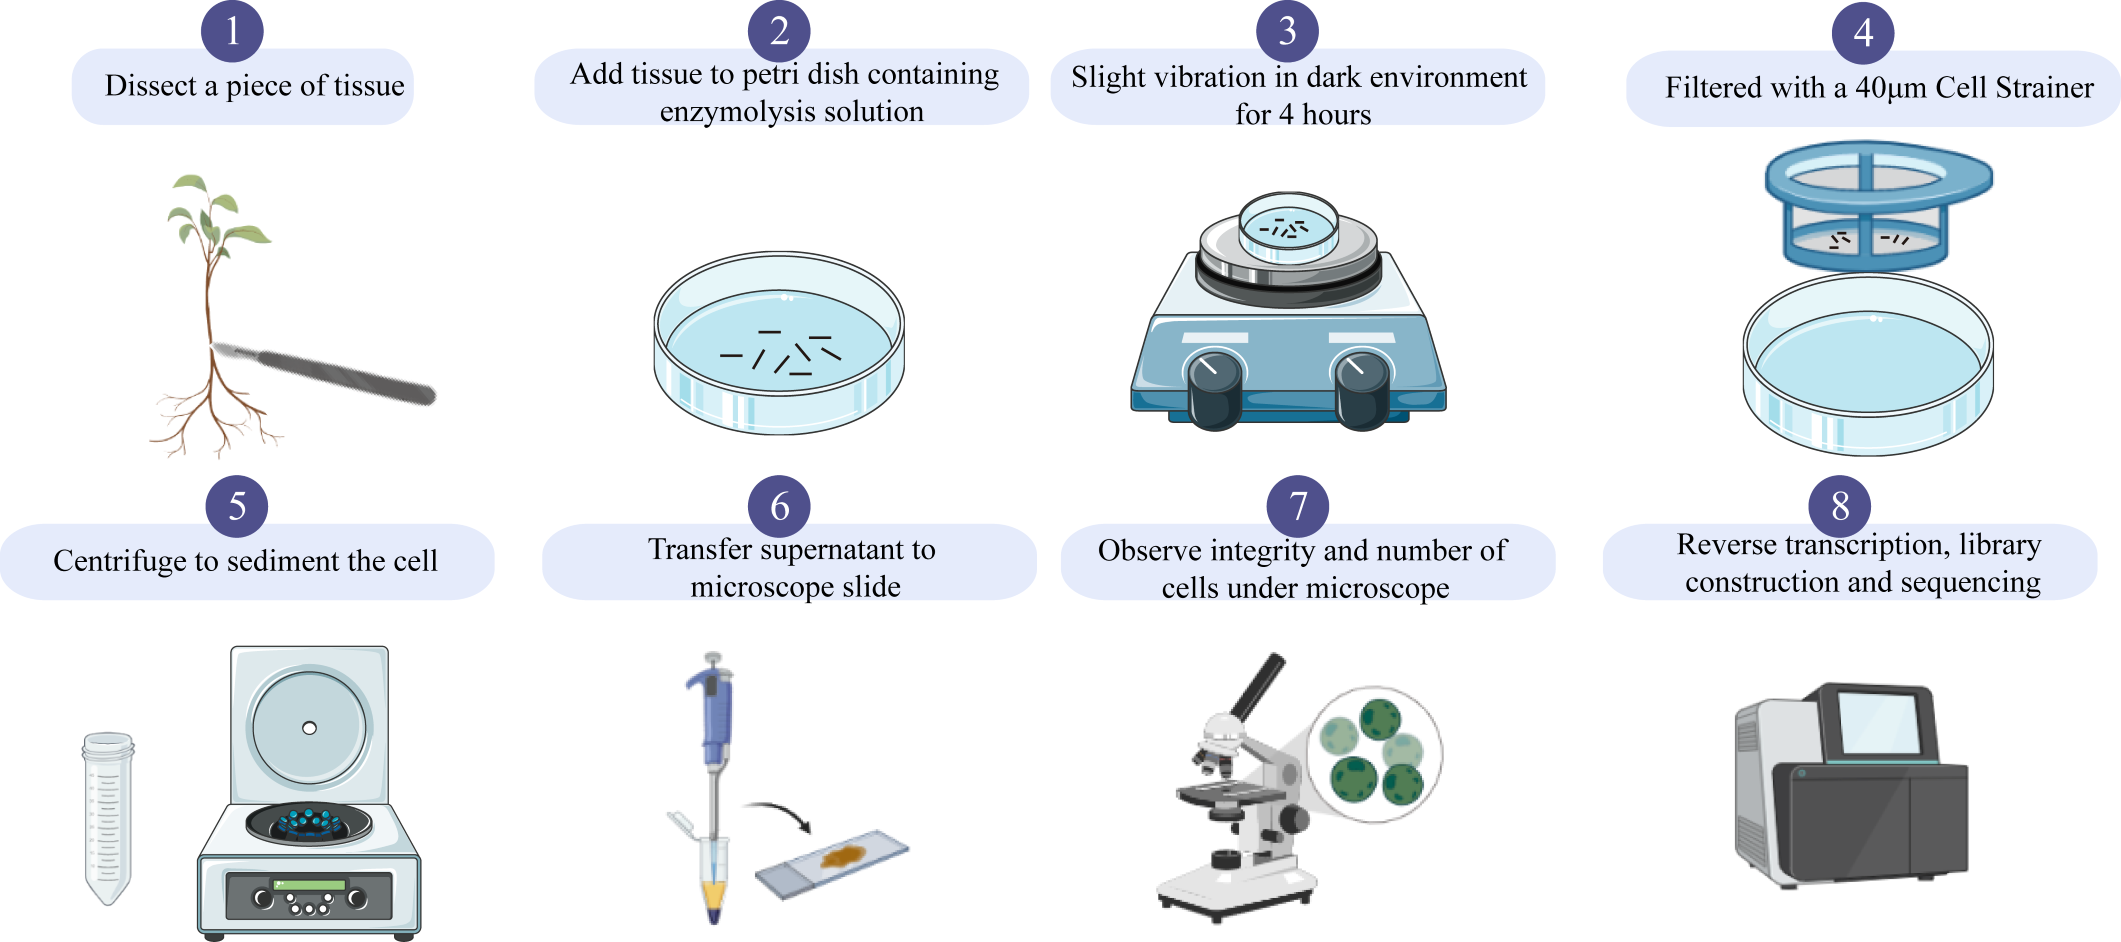 1
Dissect a piece of tissue
2
Add tissue to petri dish containing
enzymolysis solution
3
Slight vibration in dark environment
for 4 hours
4
Filtered with a 40μm Cell Strainer
5
Centrifuge to sediment the cell
6
Transfer supernatant to
microscope slide
7
Observe integrity and number of
cells under microscope
8
Reverse transcription, library
construction and sequencing